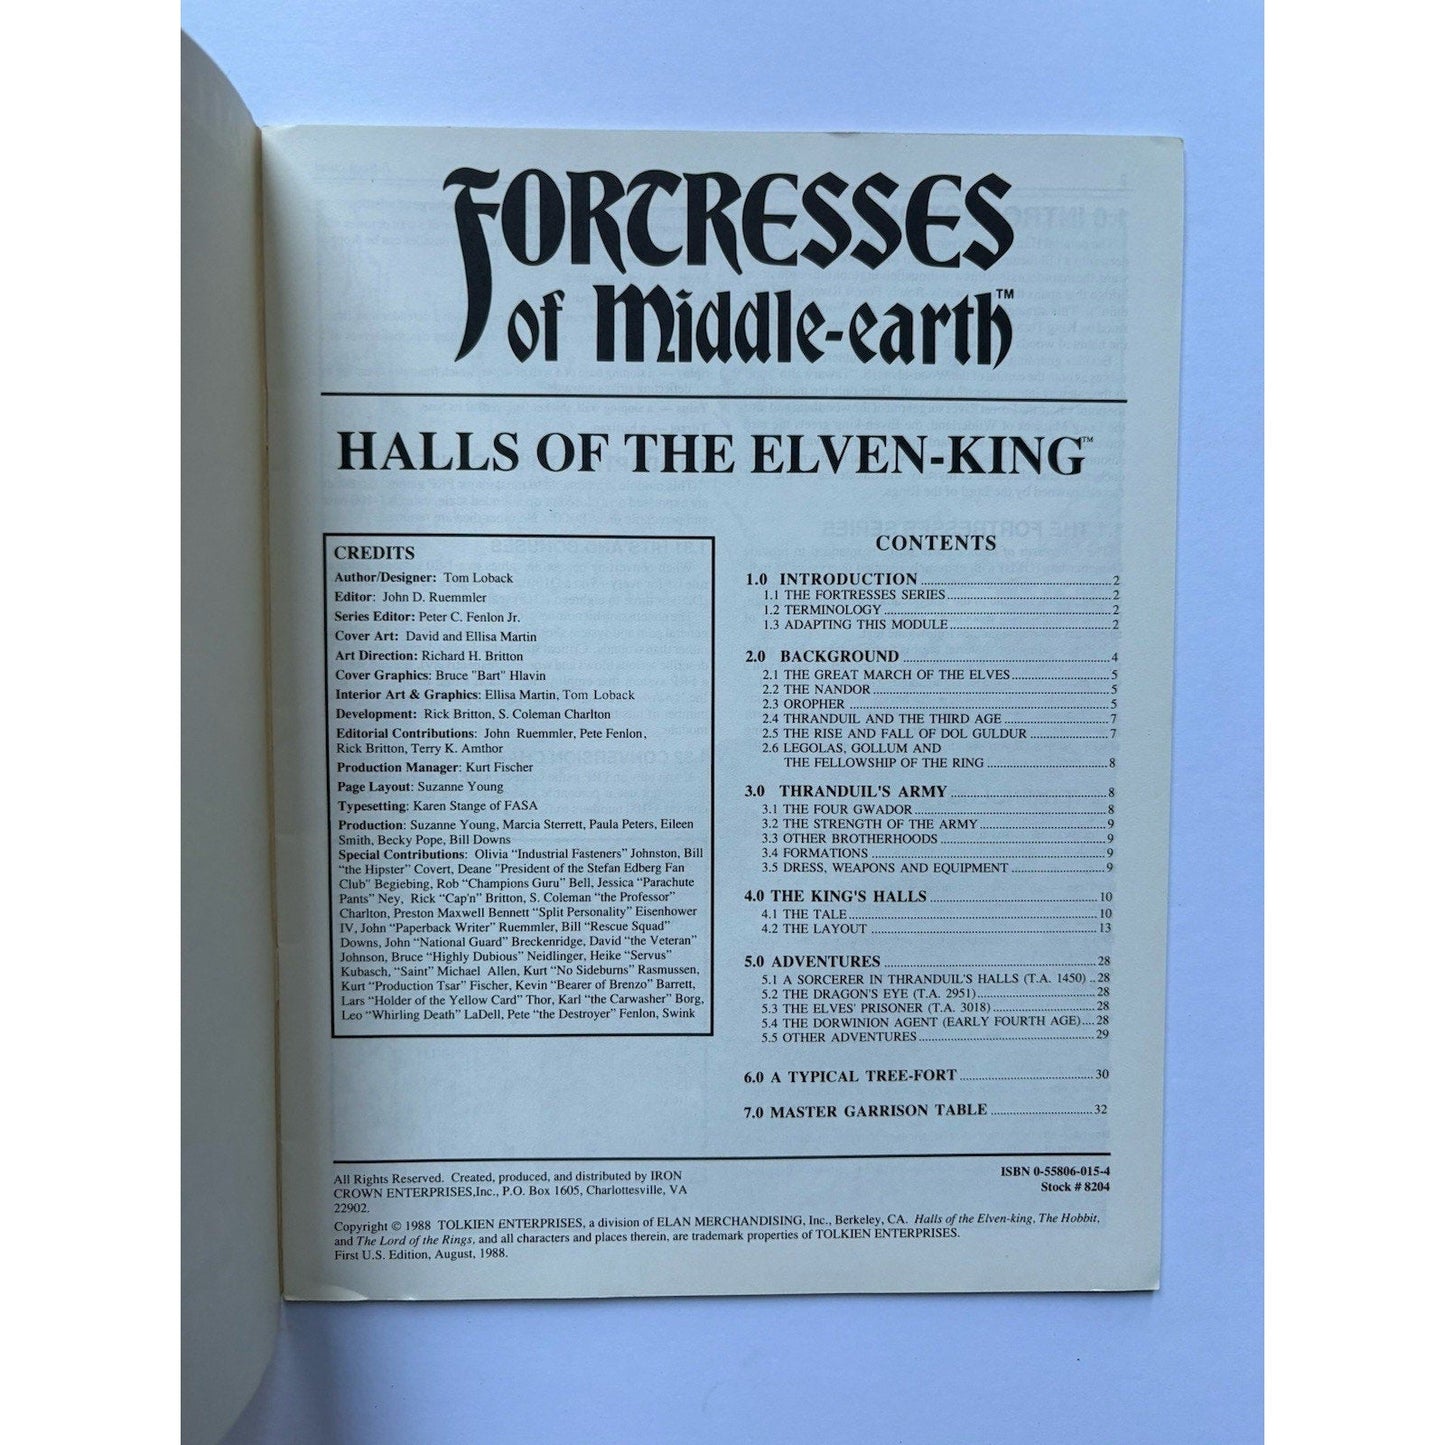 FORTRESSES
of Middle-earth™
HALLS OF THE ELVEN-KING™
CREDITS
Author/Designer: Tom Loback
Editor: John D. Ruemmler
Series Editor: Peter C. Fenlon Jr.
Cover Art: David and Ellisa Martin
Art Direction: Richard H. Britton
Cover Graphics: Bruce "Bart" Hlavin
Interior Art & Graphics: Ellisa Martin, Tom Loback
Development: Rick Britton, S. Coleman Charlton
Editorial Contributions: John Ruemmler, Pete Fenlon,
Rick Britton, Terry K. Amthor
Production Manager: Kurt Fischer
Page Layout: Suzanne Young
Typesetting: Karen Stange of FASA
Production: Suzanne Young, Marcia Sterrett, Paula Peters, Eileen
Smith, Becky Pope, Bill Downs
Special Contributions: Olivia “Industrial Fasteners” Johnston, Bill
“the Hipster” Covert, Deane "President of the Stefan Edberg Fan
Club" Begiebing, Rob “Champions Guru” Bell, Jessica “Parachute
Pants” Ney, Rick “Cap'n” Britton, S. Coleman “the Professor”
Charlton, Preston Maxwell Bennett “Split Personality” Eisenhower
IV, John “Paperback Writer” Ruemmler, Bill “Rescue Squad”
Downs, John “National Guard” Breckenridge, David “the Veteran”
Johnson, Bruce “Highly Dubious” Neidlinger, Heike “Servus”
Kubasch, “Saint” Michael Allen, Kurt “No Sideburns” Rasmussen,
Kurt “Production Tsar” Fischer, Kevin “Bearer of Brenzo” Barrett,
Lars “Holder of the Yellow Card” Thor, Karl “the Carwasher” Borg,
Leo “Whirling Death” LaDell, Pete “the Destroyer” Fenlon, Swink
CONTENTS
1.0 INTRODUCTION ........ 2
1.1 THE FORTRESSES SERIES ........ 2
1.2 TERMINOLOGY ........ 2
1.3 ADAPTING THIS MODULE ........ 2
2.0 BACKGROUND ........ 4
2.1 THE GREAT MARCH OF THE ELVES ........ 5
2.2 THE NANDOR ........ 5
2.3 OROPHER ........ 5
2.4 THRANDUIL AND THE THIRD AGE ........ 7
2.5 THE RISE AND FALL OF DOL GULDUR ........ 7
2.6 LEGOLAS, GOLLUM AND
THE FELLOWSHIP OF THE RING ........ 8
3.0 THRANDUIL'S ARMY ........ 8
3.1 THE FOUR GWADOR ........ 8
3.2 THE STRENGTH OF THE ARMY ........ 9
3.3 OTHER BROTHERHOODS ........ 9
3.4 FORMATIONS ........ 9
3.5 DRESS, WEAPONS AND EQUIPMENT ........ 9
4.0 THE KING'S HALLS ........ 10
4.1 THE TALE ........ 10
4.2 THE LAYOUT ........ 13
5.0 ADVENTURES ........ 28
5.1 A SORCERER IN THRANDUIL'S HALLS (T.A. 1450) .. 28
5.2 THE DRAGON'S EYE (T.A. 2951) ........ 28
5.3 THE ELVES' PRISONER (T.A. 3018) ........ 28
5.4 THE DORWINION AGENT (EARLY FOURTH AGE) .... 28
5.5 OTHER ADVENTURES ........ 29
6.0 A TYPICAL TREE-FORT ........ 30
7.0 MASTER GARRISON TABLE ........ 32
All Rights Reserved. Created, produced, and distributed by IRON
CROWN ENTERPRISES,Inc., P.O. Box 1605, Charlottesville, VA
22902.
ISBN 0-55806-015-4
Stock # 8204
Copyright © 1988 TOLKIEN ENTERPRISES, a division of ELAN MERCHANDISING, Inc., Berkeley, CA. Halls of the Elven-king, The Hobbit,
and The Lord of the Rings, and all characters and places therein, are trademark properties of TOLKIEN ENTERPRISES.
First U.S. Edition, August, 1988.